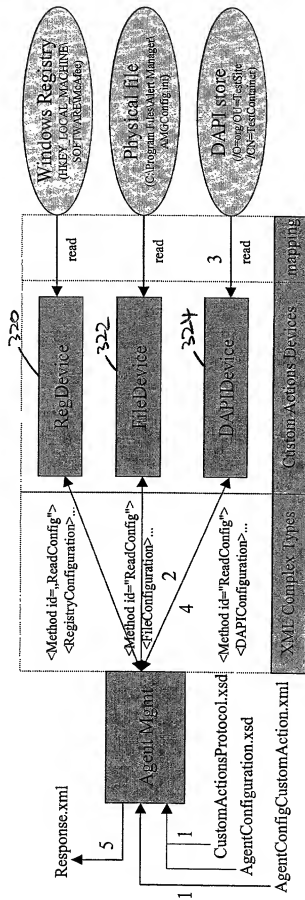 Windows Registry
(HKEY_LOCAL_MACHINE\
SOFTWARE\McAfee)
Physical file
(C:\Program Files\Alert Manager\
AMGConfig.ini)
DAPI store
(/O=avg/OU=TestSite
/CN=TestContainer)
read
read
3
read
mapping
320
RegDevice
322
FileDevice
324
DAPIDevice
Custom Actions Devices
<Method id=„ReadConfig">
<RegistryConfiguration>...
<Method id="ReadConfig">
<FileConfiguration>...
2
4
<Method id="ReadConfig">
<DAPIConfiguration>...
XML Complex Types
Agent Mgmt
Response.xml
5
1
1
CustomActionsProtocol.xsd
AgentConfiguration.xsd
AgentConfigCustomAction.xml